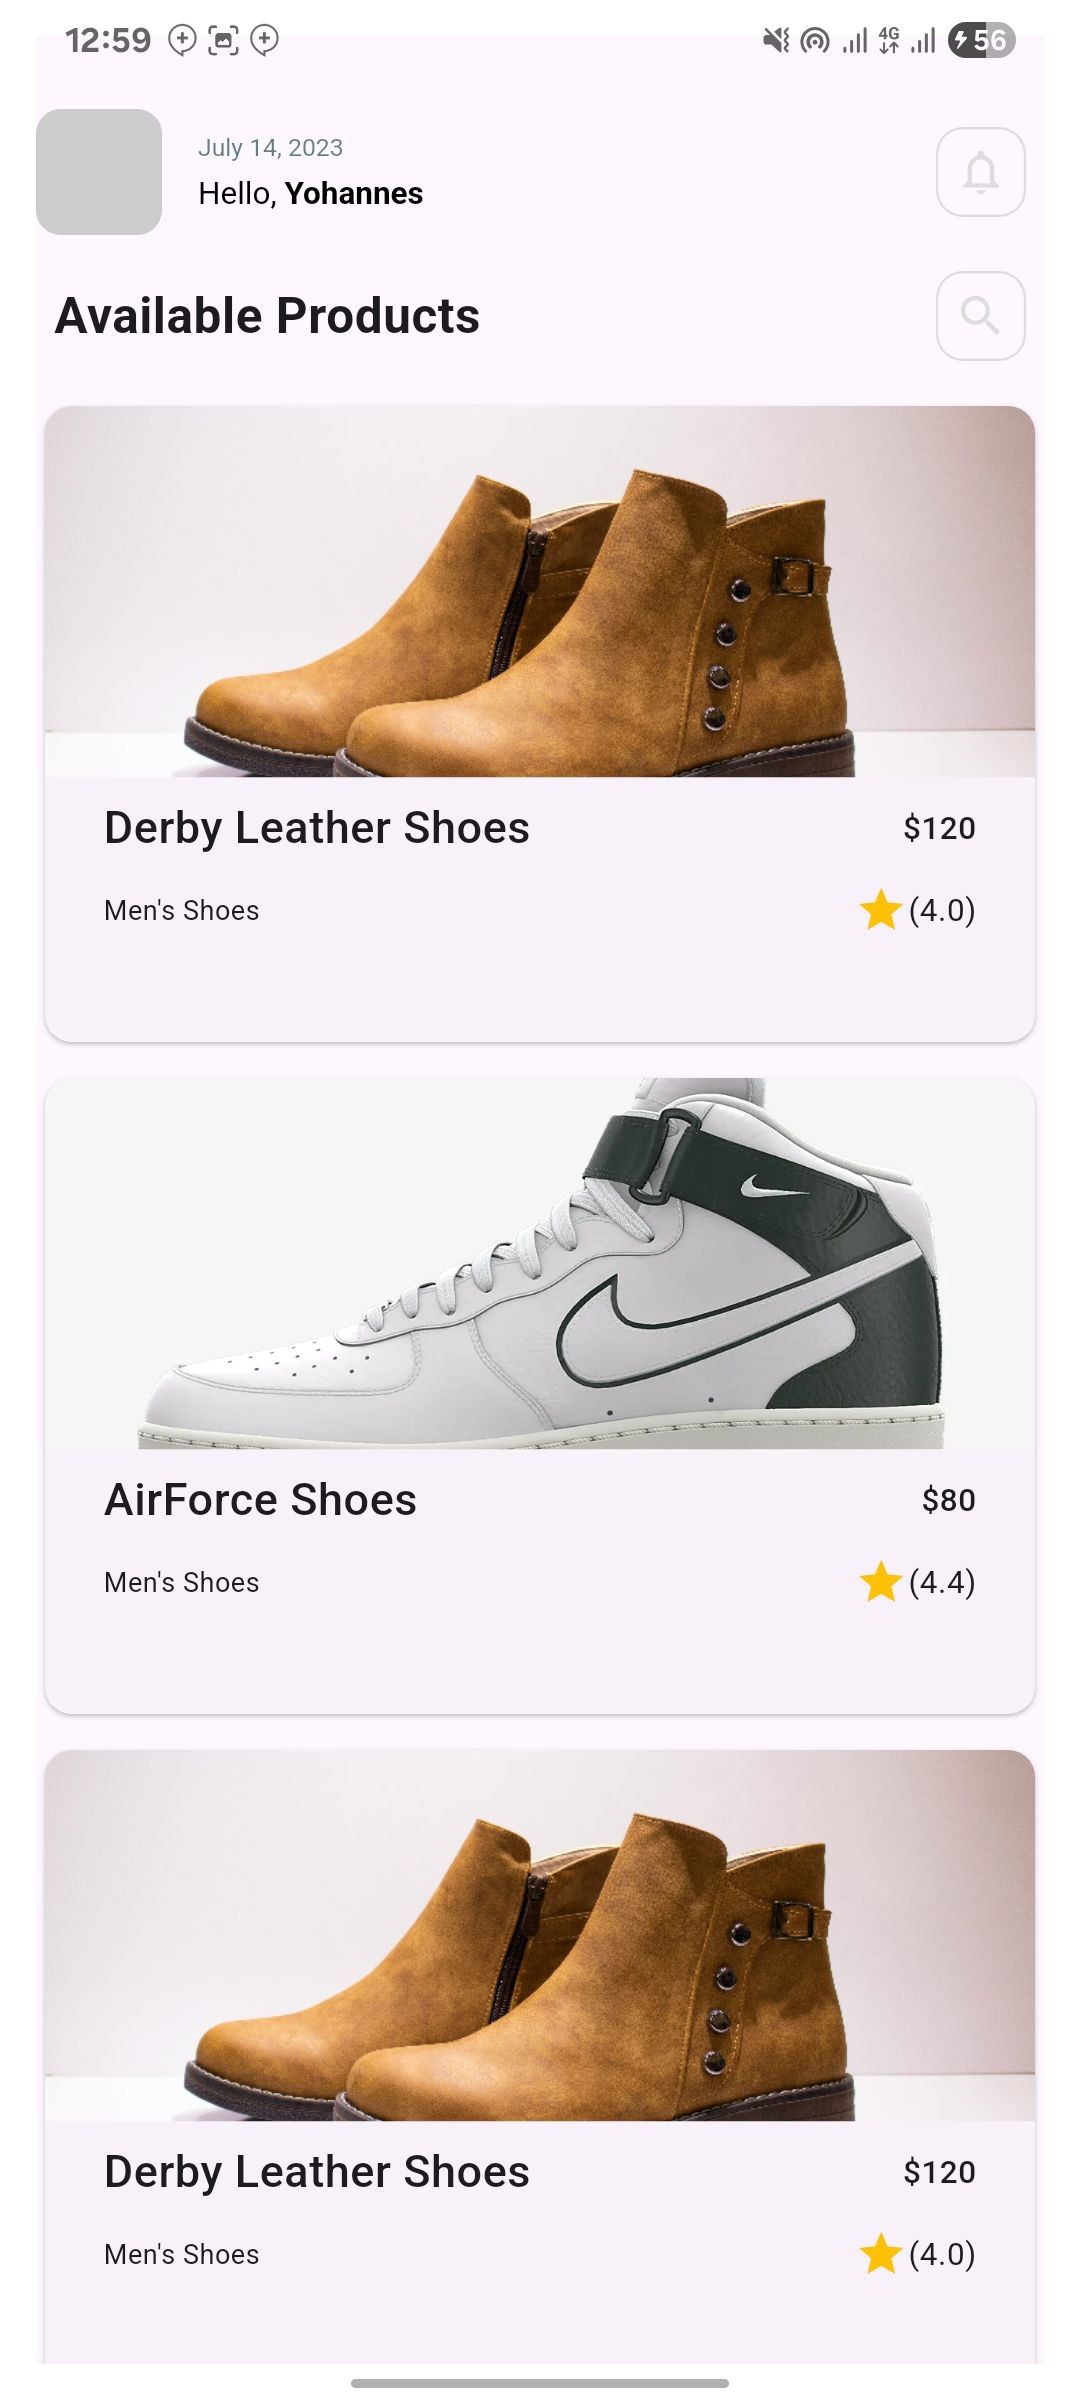 12:59
4G
56
July 14, 2023
Hello, Yohannes
Available Products
Derby Leather Shoes
$120
Men's Shoes
(4.0)
AirForce Shoes
$80
Men's Shoes
(4.4)
Derby Leather Shoes
$120
Men's Shoes
(4.0)